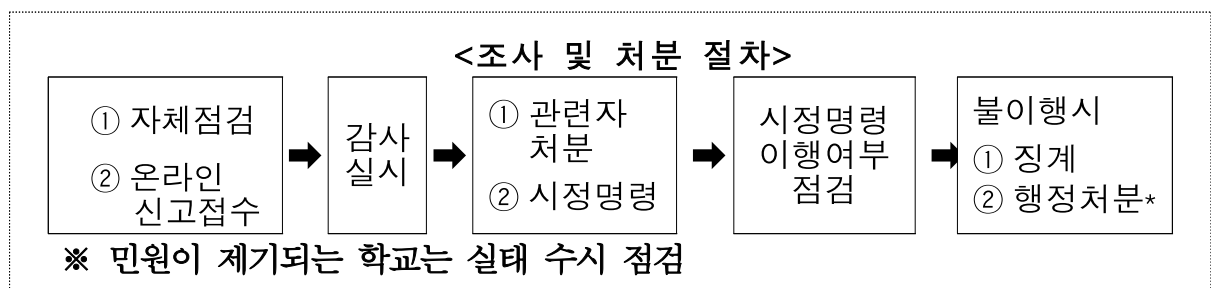 <조사 및 처분 절차>
① 자체점검
② 온라인
신고접수
감사
실시
① 관련자
처분
② 시정명령
시정명령
이행여부
점검
불이행시
① 징계
② 행정처분*
※ 민원이 제기되는 학교는 실태 수시 점검